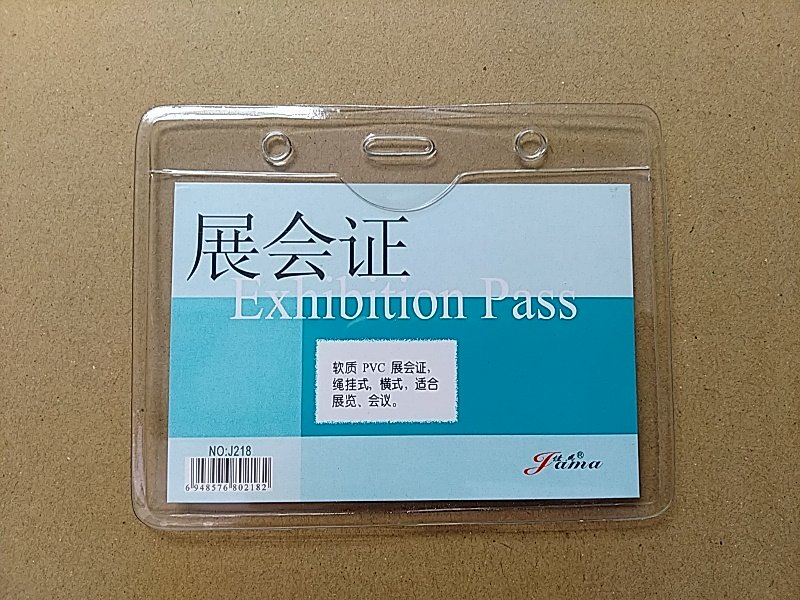 展会证
Exhibition Pass
软质 PVC 展会证,
绳挂式, 横式, 适合
展览、会议。
NO:J218
6 948576 802182
Jama®